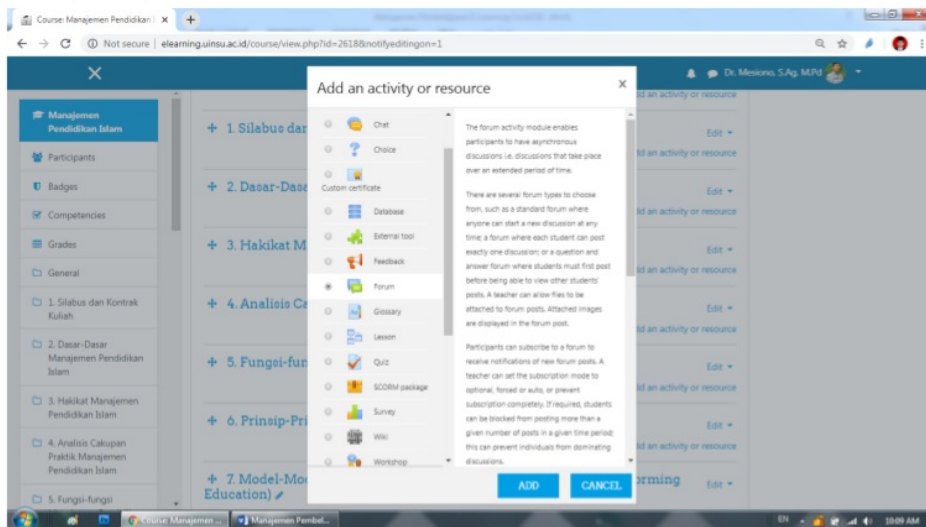 Course: Manajemen Pendidikan I
Not secure | elearning.uinsu.ac.id/course/view.php?id=2618&notifyeditingon=1
Dr. Mesiono, S.Ag, M.Pd
Manajemen
Pendidikan Islam
Participants
Badges
Competencies
Grades
General
1. Silabus dan Kontrak
Kuliah
2. Dasar-Dasar
Manajemen Pendidikan
Islam
3. Hakikat Manajemen
Pendidikan Islam
4. Analisis Cakupan
Praktik Manajemen
Pendidikan Islam
5. Fungsi-fungsi
dd an activity or resource
1. Silabus dar
Edit
dd an activity or resource
2. Dasar-Dasa
Edit
dd an activity or resource
3. Hakikat M
Edit
dd an activity or resource
4. Analisis Ca
Edit
dd an activity or resource
5. Fungsi-fun
Edit
dd an activity or resource
6. Prinsip-Pri
Edit
dd an activity or resource
7. Model-Mod
orming
Education)
Edit
Add an activity or resource
x
Chat
Choice
Custom certificate
Database
External tool
Feedback
Forum
Glossary
Lesson
Quiz
SCORM package
Survey
Wiki
Workshop
The forum activity module enables
participants to have asynchronous
discussions i.e. discussions that take place
over an extended period of time.
There are several forum types to choose
from, such as a standard forum where
anyone can start a new discussion at any
time; a forum where each student can post
exactly one discussion; or a question and
answer forum where students must first post
before being able to view other students'
posts. A teacher can allow files to be
attached to forum posts. Attached images
are displayed in the forum post.
Participants can subscribe to a forum to
receive notifications of new forum posts. A
teacher can set the subscription mode to
optional, forced or auto, or prevent
subscription completely. If required, students
can be blocked from posting more than a
given number of posts in a given time period;
this can prevent individuals from dominating
discussions.
ADD
CANCEL
Course: Manajemen ...
Manajemen Pembel...
EN
10:09 AM